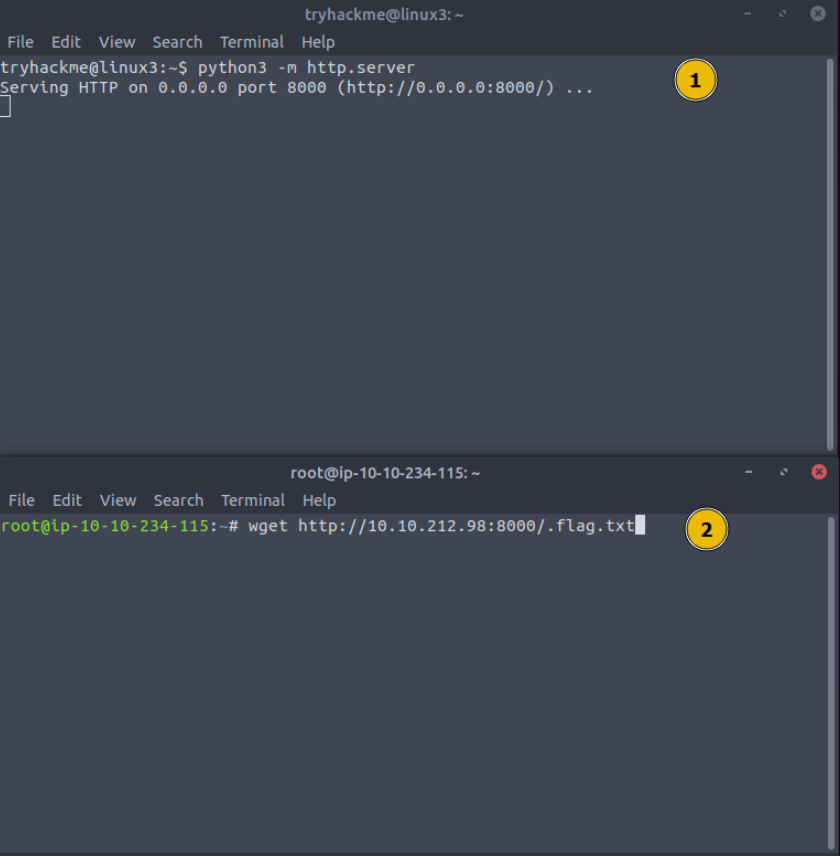 tryhackme@linux3: ~
File Edit View Search Terminal Help
tryhackme@linux3:~$ python3 -m http.server
Serving HTTP on 0.0.0.0 port 8000 (http://0.0.0.0:8000/) ...
1
root@ip-10-10-234-115: ~
File Edit View Search Terminal Help
root@ip-10-10-234-115:~# wget http://10.10.212.98:8000/.flag.txt
2